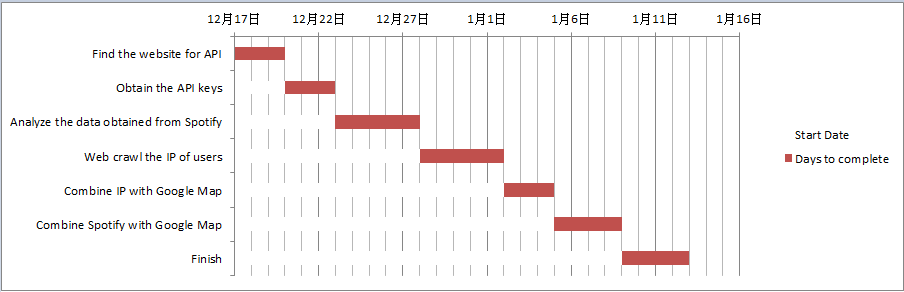 12月17日 12月22日 12月27日 1月1日 1月6日 1月11日 1月16日
Find the website for API
Obtain the API keys
Analyze the data obtained from Spotify
Web crawl the IP of users
Combine IP with Google Map
Combine Spotify with Google Map
Finish
Start Date
Days to complete